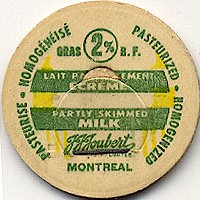 PASTEURISÉ • HOMOGÉNÉISÉ
PASTEURIZED • HOMOGENIZED
GRAS 2% B.F.
LAIT PARTIELLEMENT
ÉCRÉMÉ
PARTLY SKIMMED
MILK
J.J. Joubert
LIMITÉE
MONTREAL